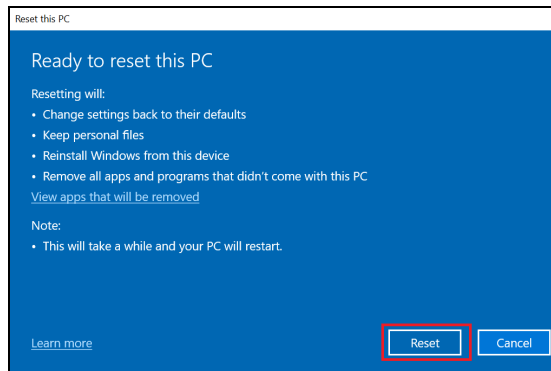 Reset this PC
Ready to reset this PC
Resetting will:
• Change settings back to their defaults
• Keep personal files
• Reinstall Windows from this device
• Remove all apps and programs that didn't come with this PC
View apps that will be removed
Note:
• This will take a while and your PC will restart.
Learn more
Reset
Cancel